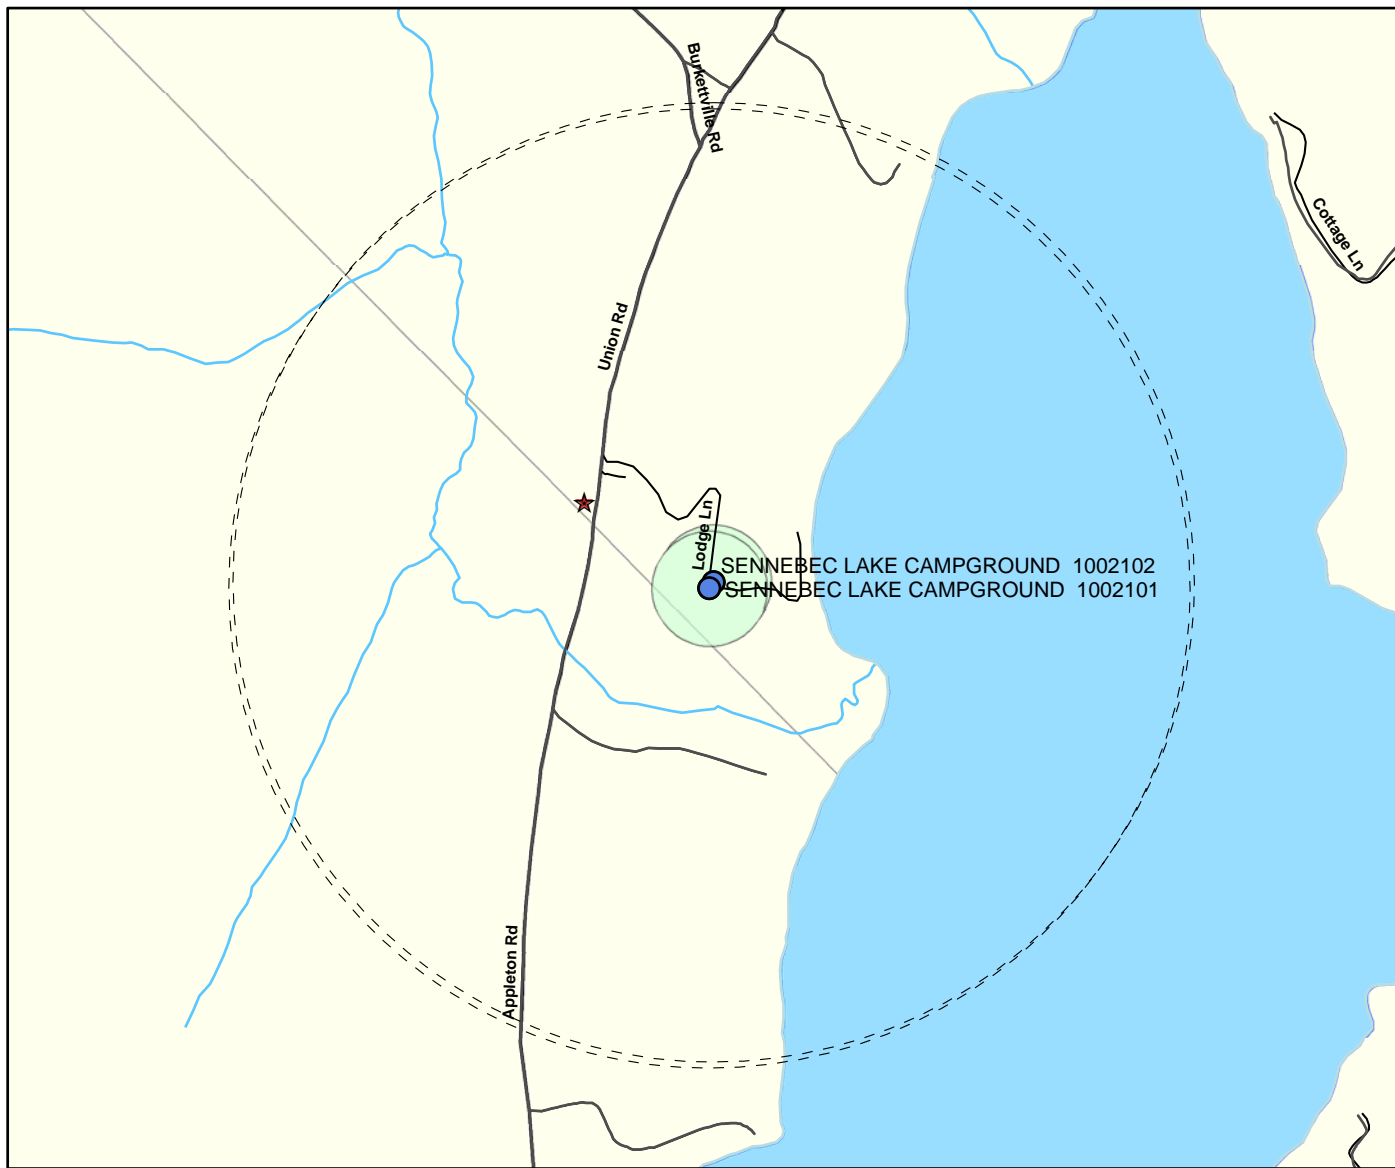 Burkettville Rd
Cottage Ln
Union Rd
Lodge Ln
SENNEBEC LAKE CAMPGROUND 1002102
SENNEBEC LAKE CAMPGROUND 1002101
Appleton Rd